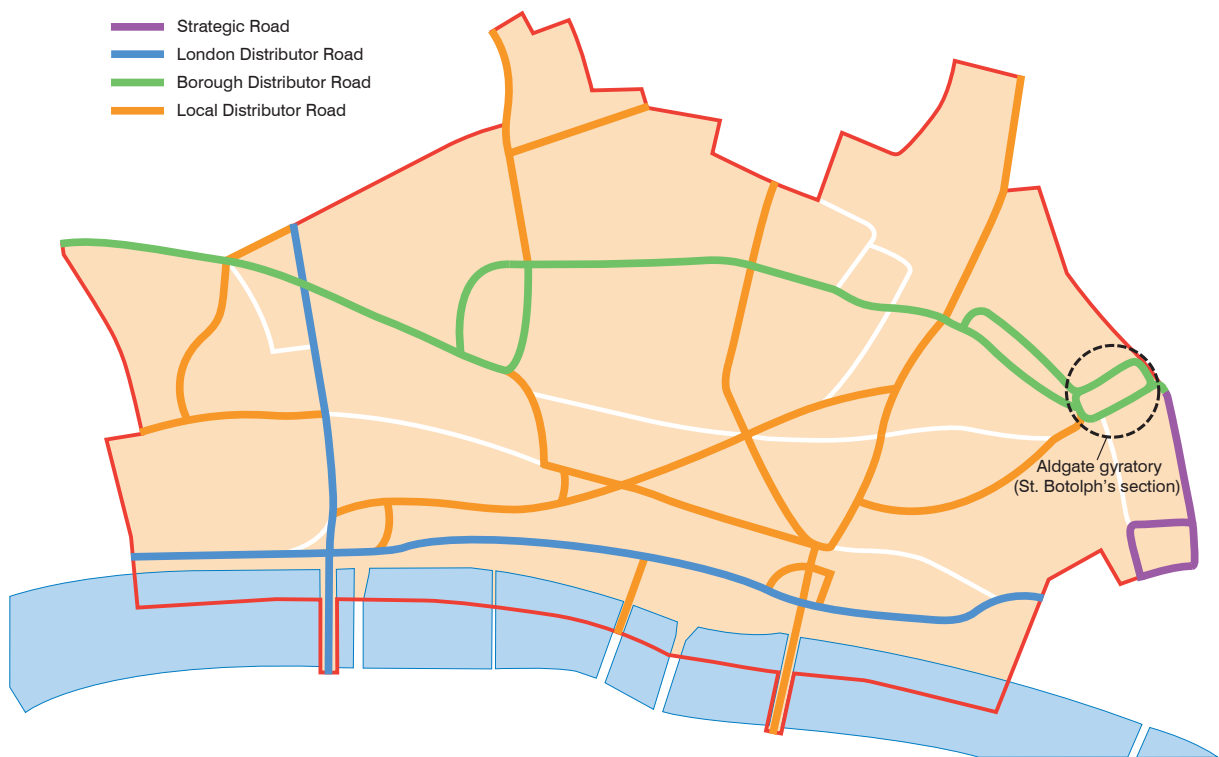 Strategic Road
London Distributor Road
Borough Distributor Road
Local Distributor Road
Aldgate gyratory
(St. Botolph's section)